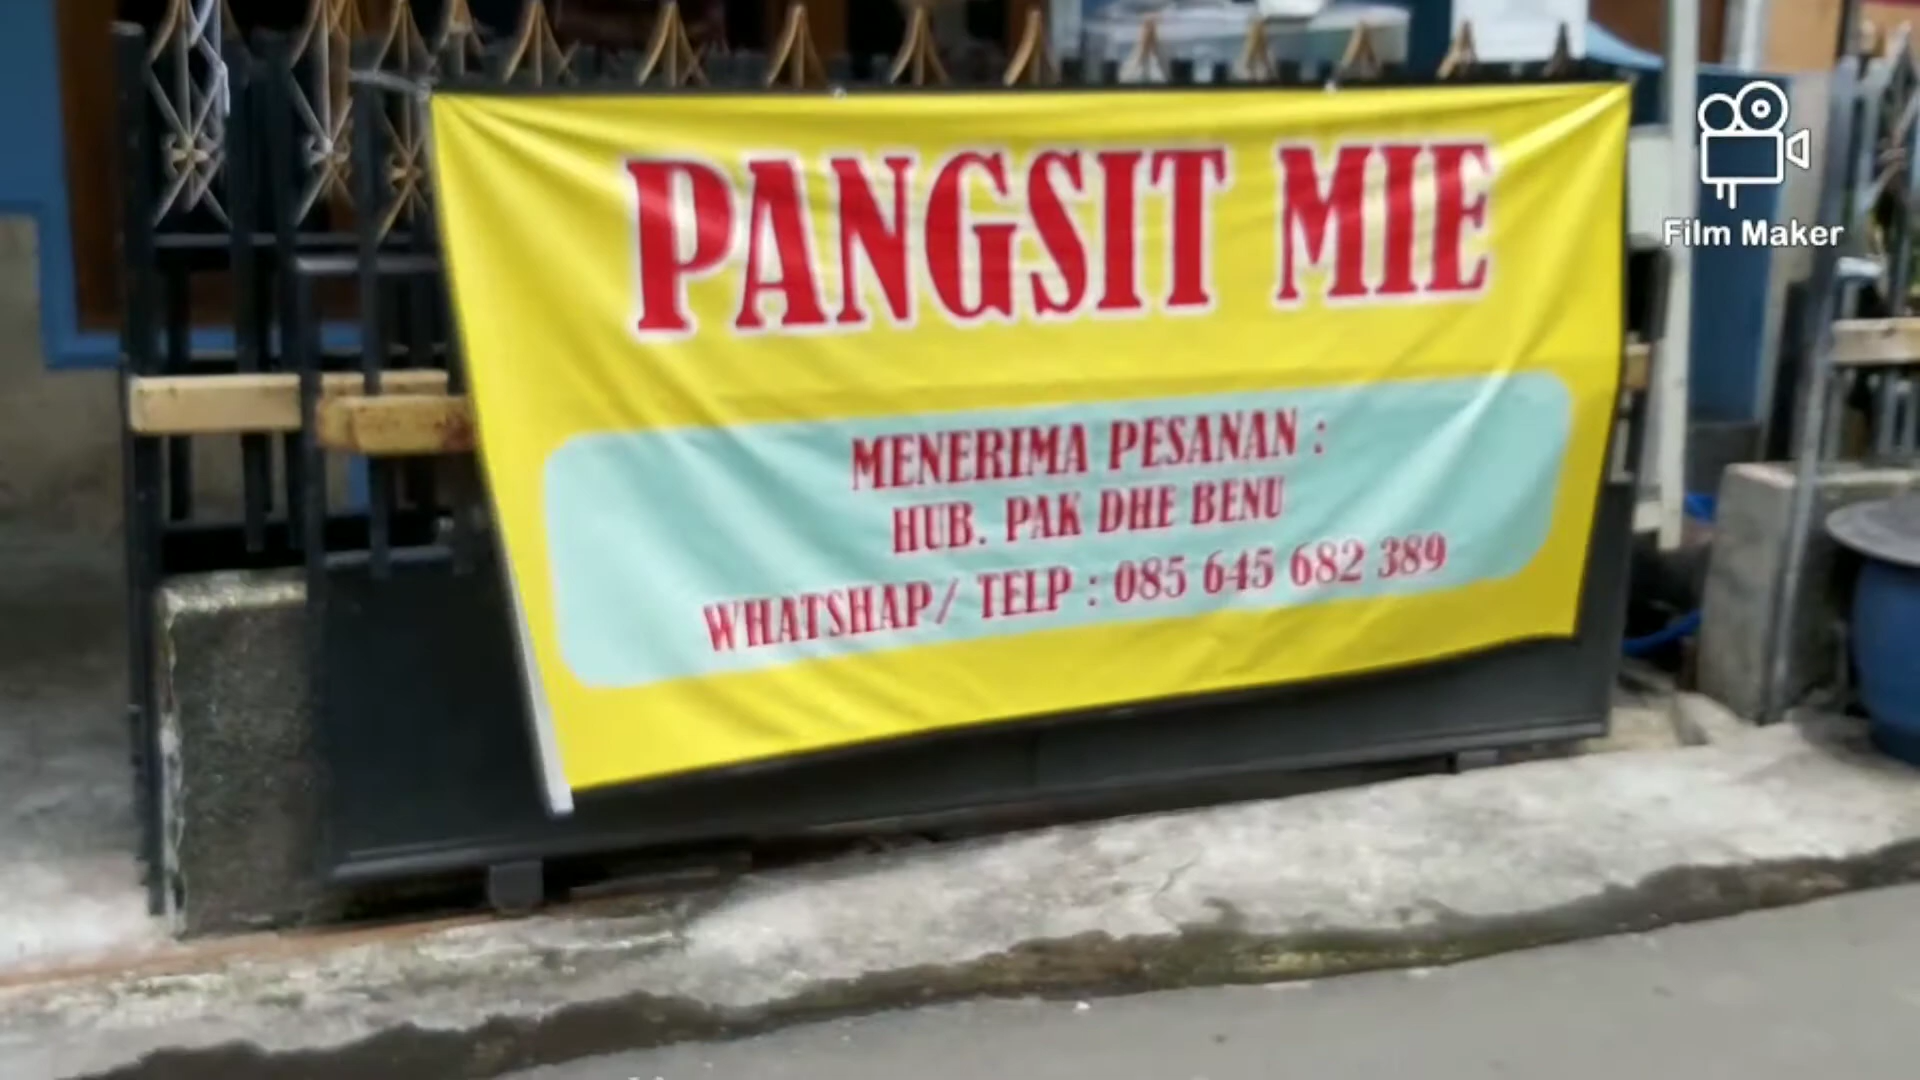 PANGSIT MIE
MENERIMA PESANAN :
HUB. PAK DHE BENU
WHATSHAP/ TELP : 085 645 682 389
Film Maker